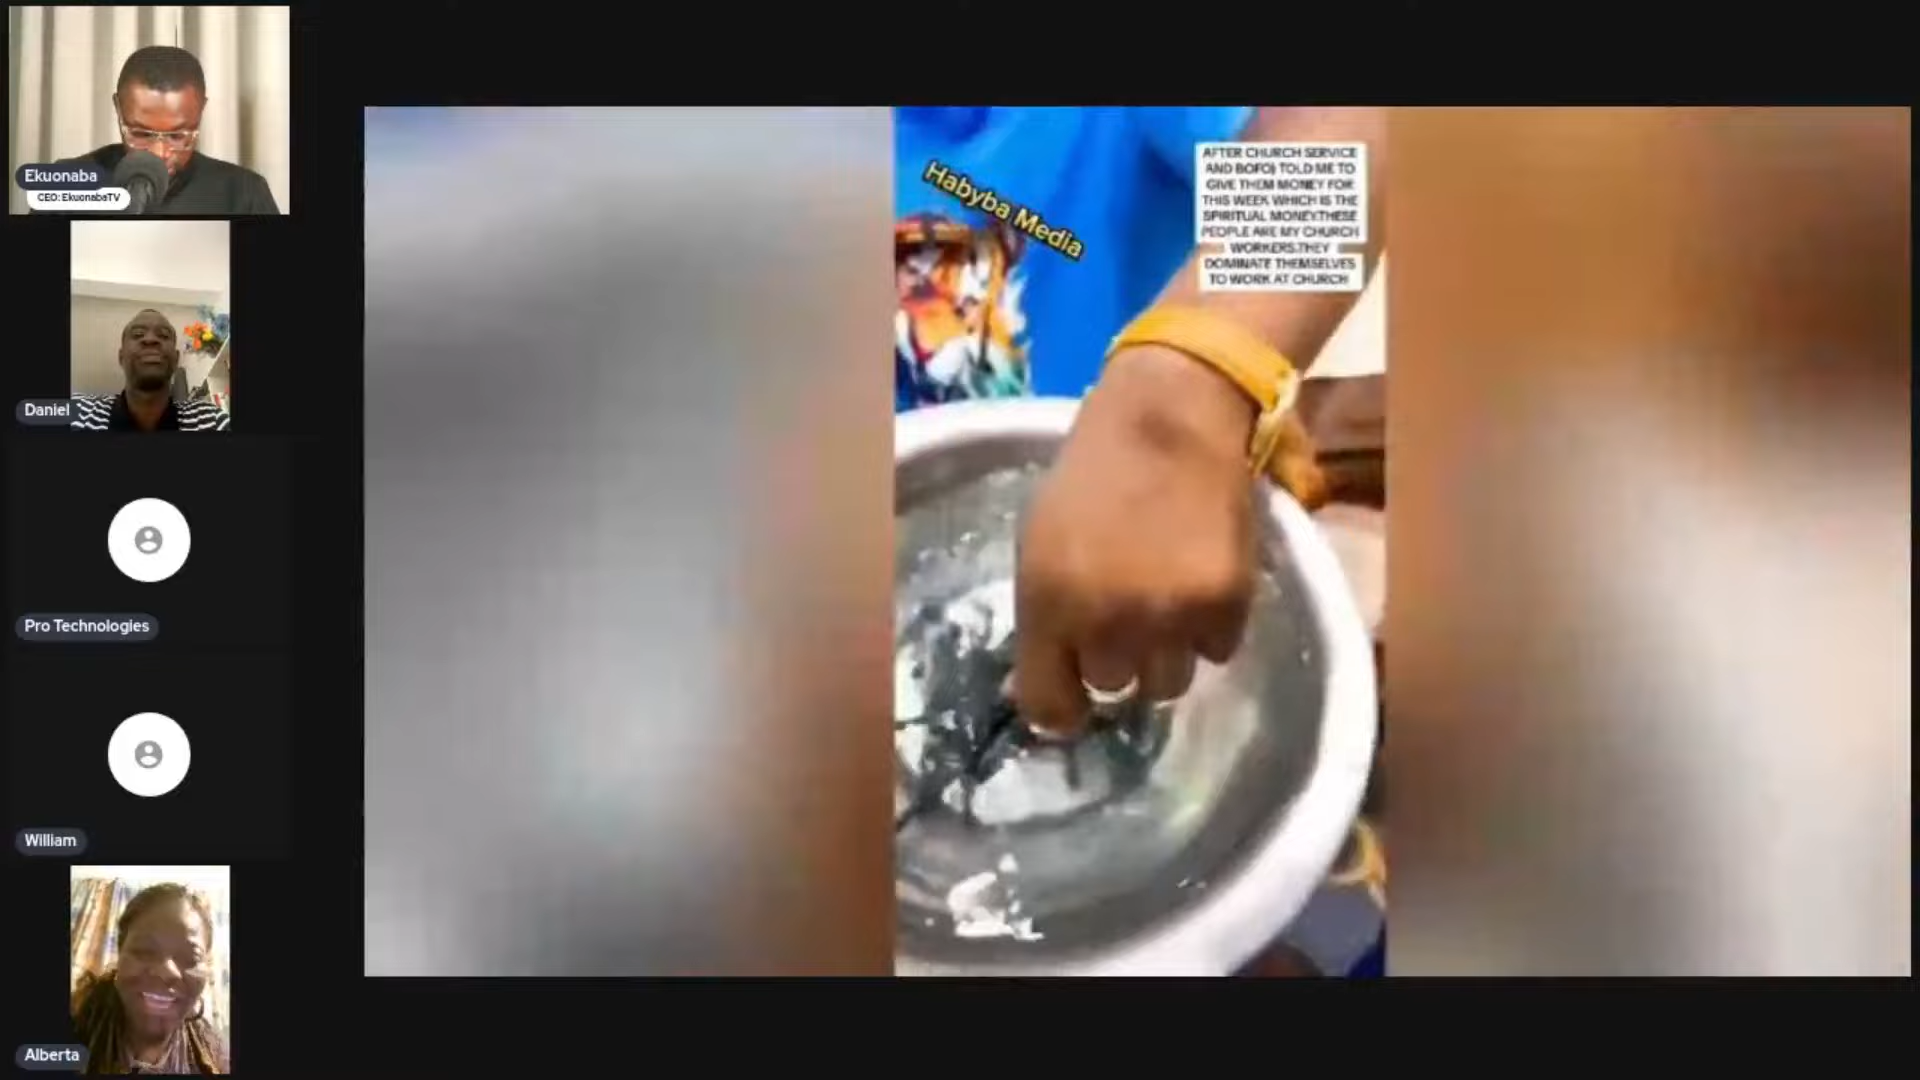 Ekuonaba
CEO: EkuonabaTV
Daniel
Pro Technologies
William
Alberta
Habyba Media
AFTER CHURCH SERVICE
AND BOFO) TOLD ME TO
GIVE THEM MONEY FOR
THIS WEEK WHICH IS THE
SPIRITUAL MONEY.THESE
PEOPLE ARE MY CHURCH
WORKERS.THEY
DOMINATE THEMSELVES
TO WORK AT CHURCH